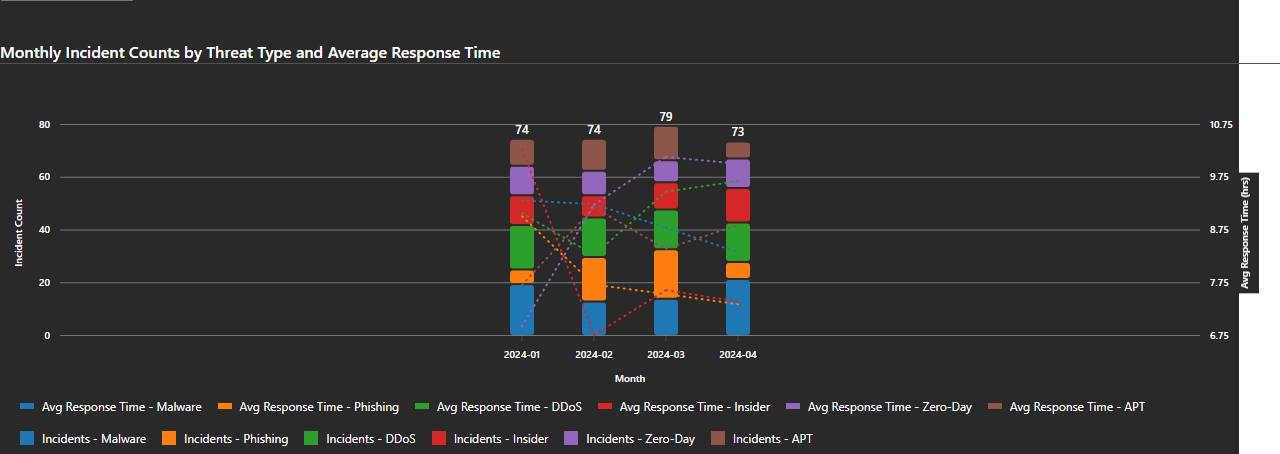 Monthly Incident Counts by Threat Type and Average Response Time
74 74 79 73
80 10.75
60 9.75
40 8.75
20 7.75
0 6.75
Incident Count
Avg Response Time (hrs)
2024-01 2024-02 2024-03 2024-04
Month
Avg Response Time - Malware Avg Response Time - Phishing Avg Response Time - DDoS Avg Response Time - Insider Avg Response Time - Zero-Day Avg Response Time - APT
Incidents - Malware Incidents - Phishing Incidents - DDoS Incidents - Insider Incidents - Zero-Day Incidents - APT